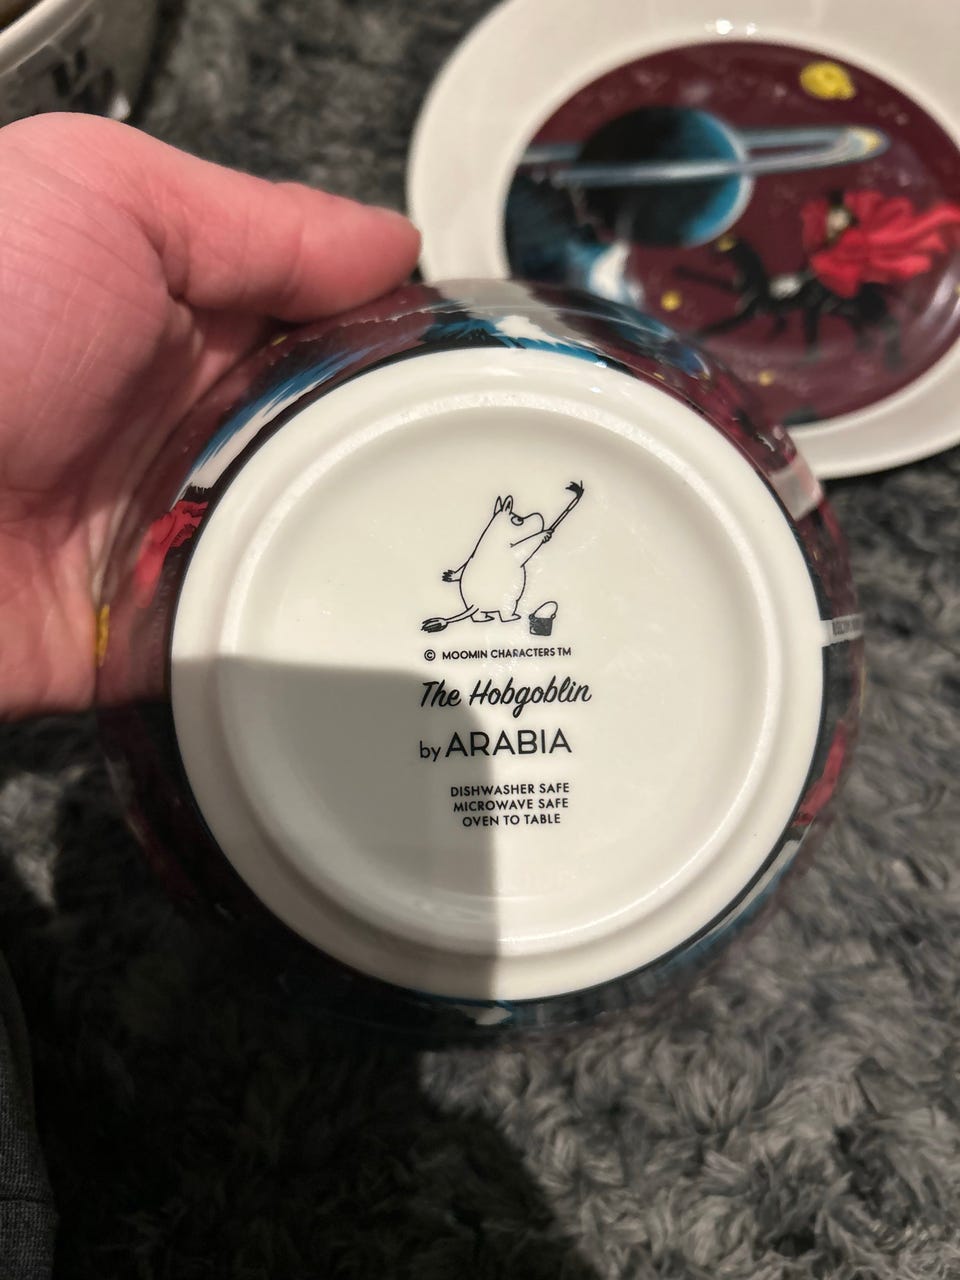 © MOOMIN CHARACTERS TM
The Hobgoblin
by ARABIA
DISHWASHER SAFE
MICROWAVE SAFE
OVEN TO TABLE